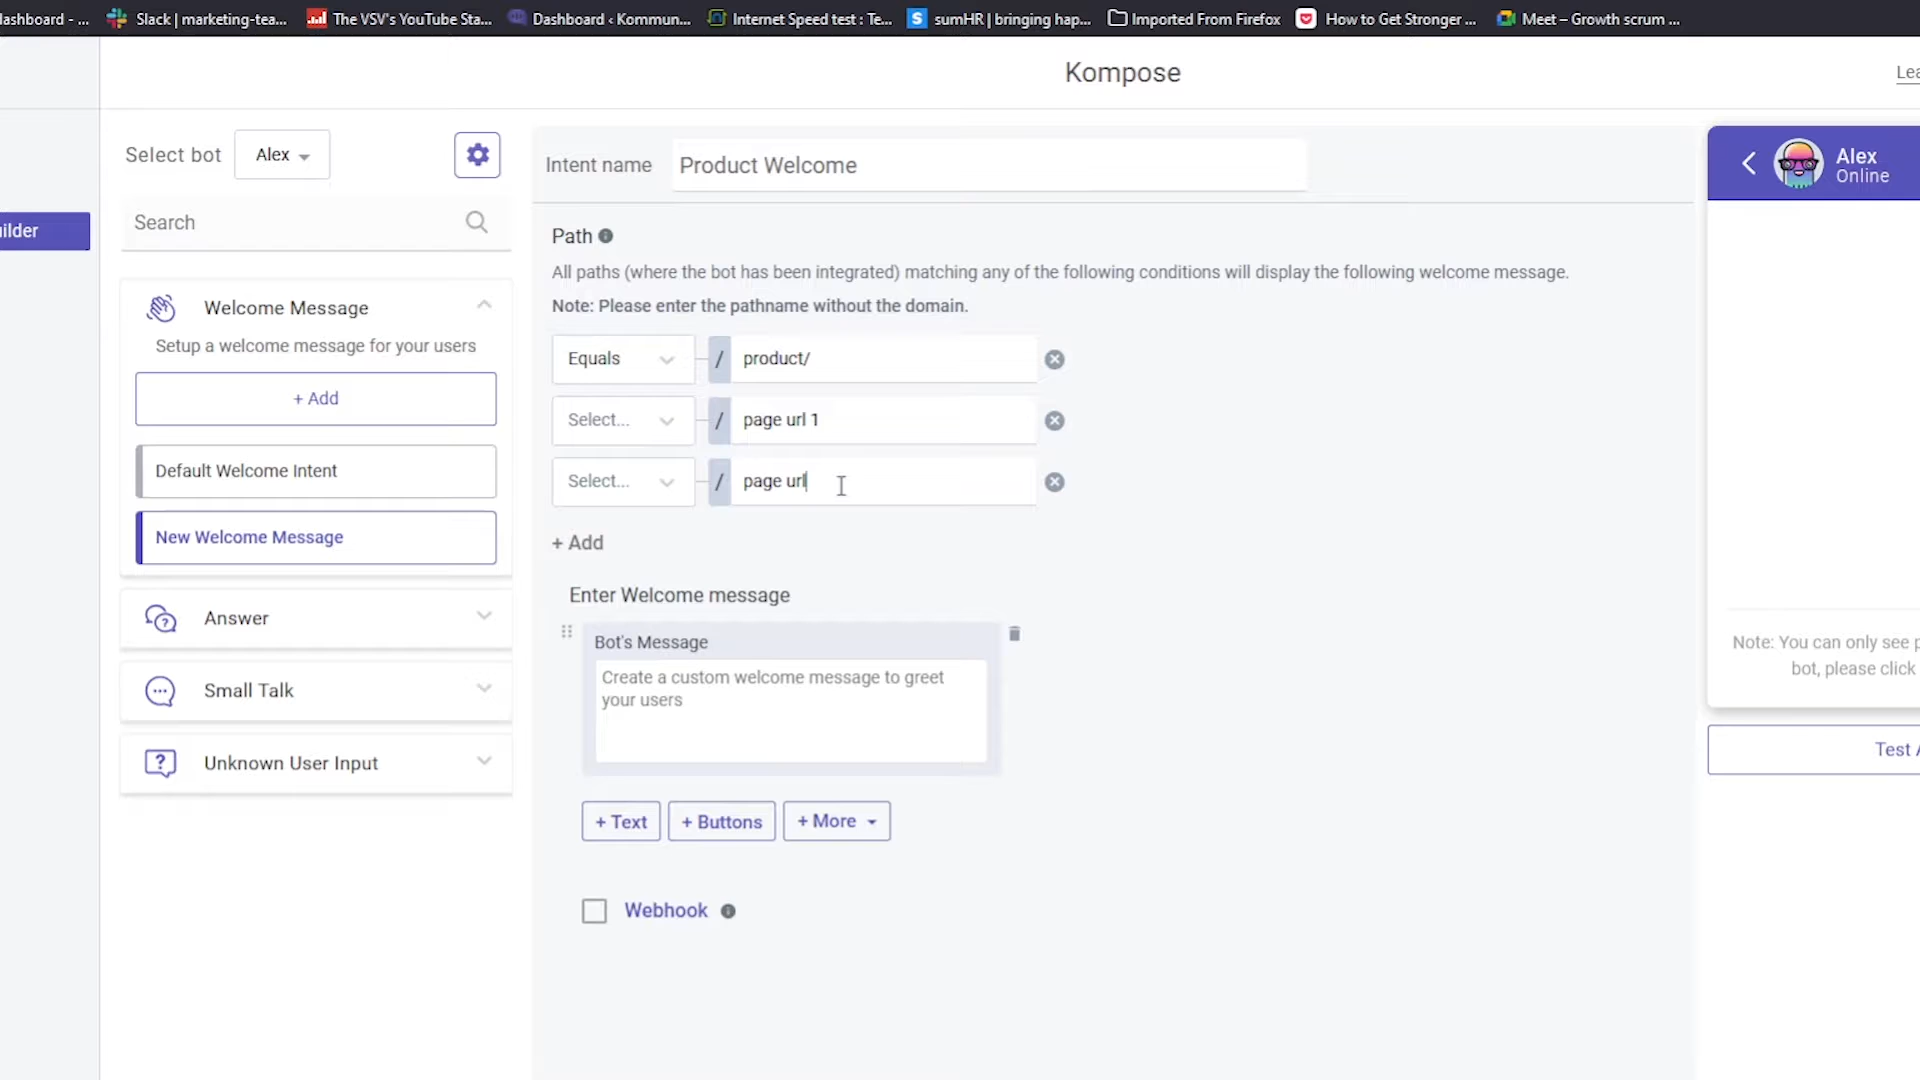 Dashboard - ...
Slack | marketing-tea...
The VSV's YouTube Sta...
Dashboard ‹ Kommun...
Internet Speed test : Te...
sumHR | bringing hap...
Imported From Firefox
How to Get Stronger ...
Meet – Growth scrum ...
Kompose
Lea
Select bot
Alex
Intent name
Product Welcome
Alex
Online
Search
ilder
Path
All paths (where the bot has been integrated) matching any of the following conditions will display the following welcome message.
Note: Please enter the pathname without the domain.
Welcome Message
Setup a welcome message for your users
+ Add
Default Welcome Intent
New Welcome Message
Answer
Small Talk
Unknown User Input
Equals
/
product/
Select...
/
page url 1
Select...
/
page url
+ Add
Enter Welcome message
Bot's Message
Create a custom welcome message to greet
your users
+ Text
+ Buttons
+ More
Webhook
Note: You can only see p
bot, please click
Test A